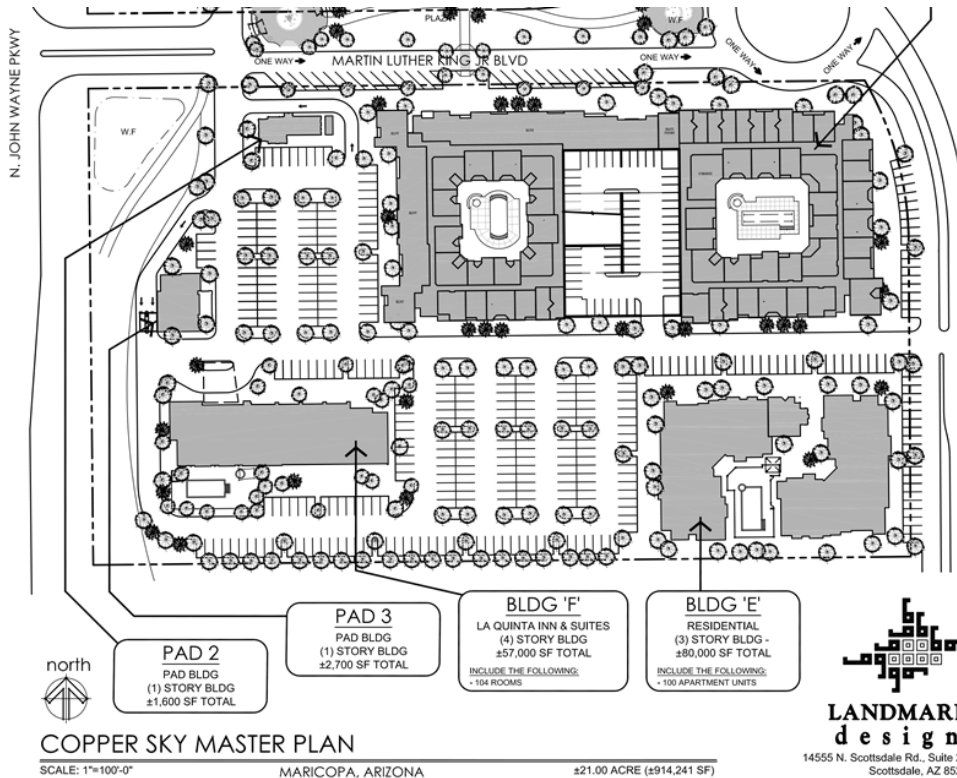 PLAZA
W.F
N. JOHN WAYNE PKWY
ONE WAY
MARTIN LUTHER KING JR BLVD
ONE WAY
ONE WAY
ONE WAY
W.F
PAD 2
PAD BLDG
(1) STORY BLDG
±1,600 SF TOTAL
PAD 3
PAD BLDG
(1) STORY BLDG
±2,700 SF TOTAL
BLDG 'F'
LA QUINTA INN & SUITES
(4) STORY BLDG
±57,000 SF TOTAL
INCLUDE THE FOLLOWING:
- 104 ROOMS
BLDG 'E'
RESIDENTIAL
(3) STORY BLDG -
±80,000 SF TOTAL
INCLUDE THE FOLLOWING:
- 100 APARTMENT UNITS
north
COPPER SKY MASTER PLAN
SCALE: 1"=100'-0"
MARICOPA, ARIZONA
±21.00 ACRE (±914,241 SF)
LANDMARK
design
14555 N. Scottsdale Rd., Suite
Scottsdale, AZ 85